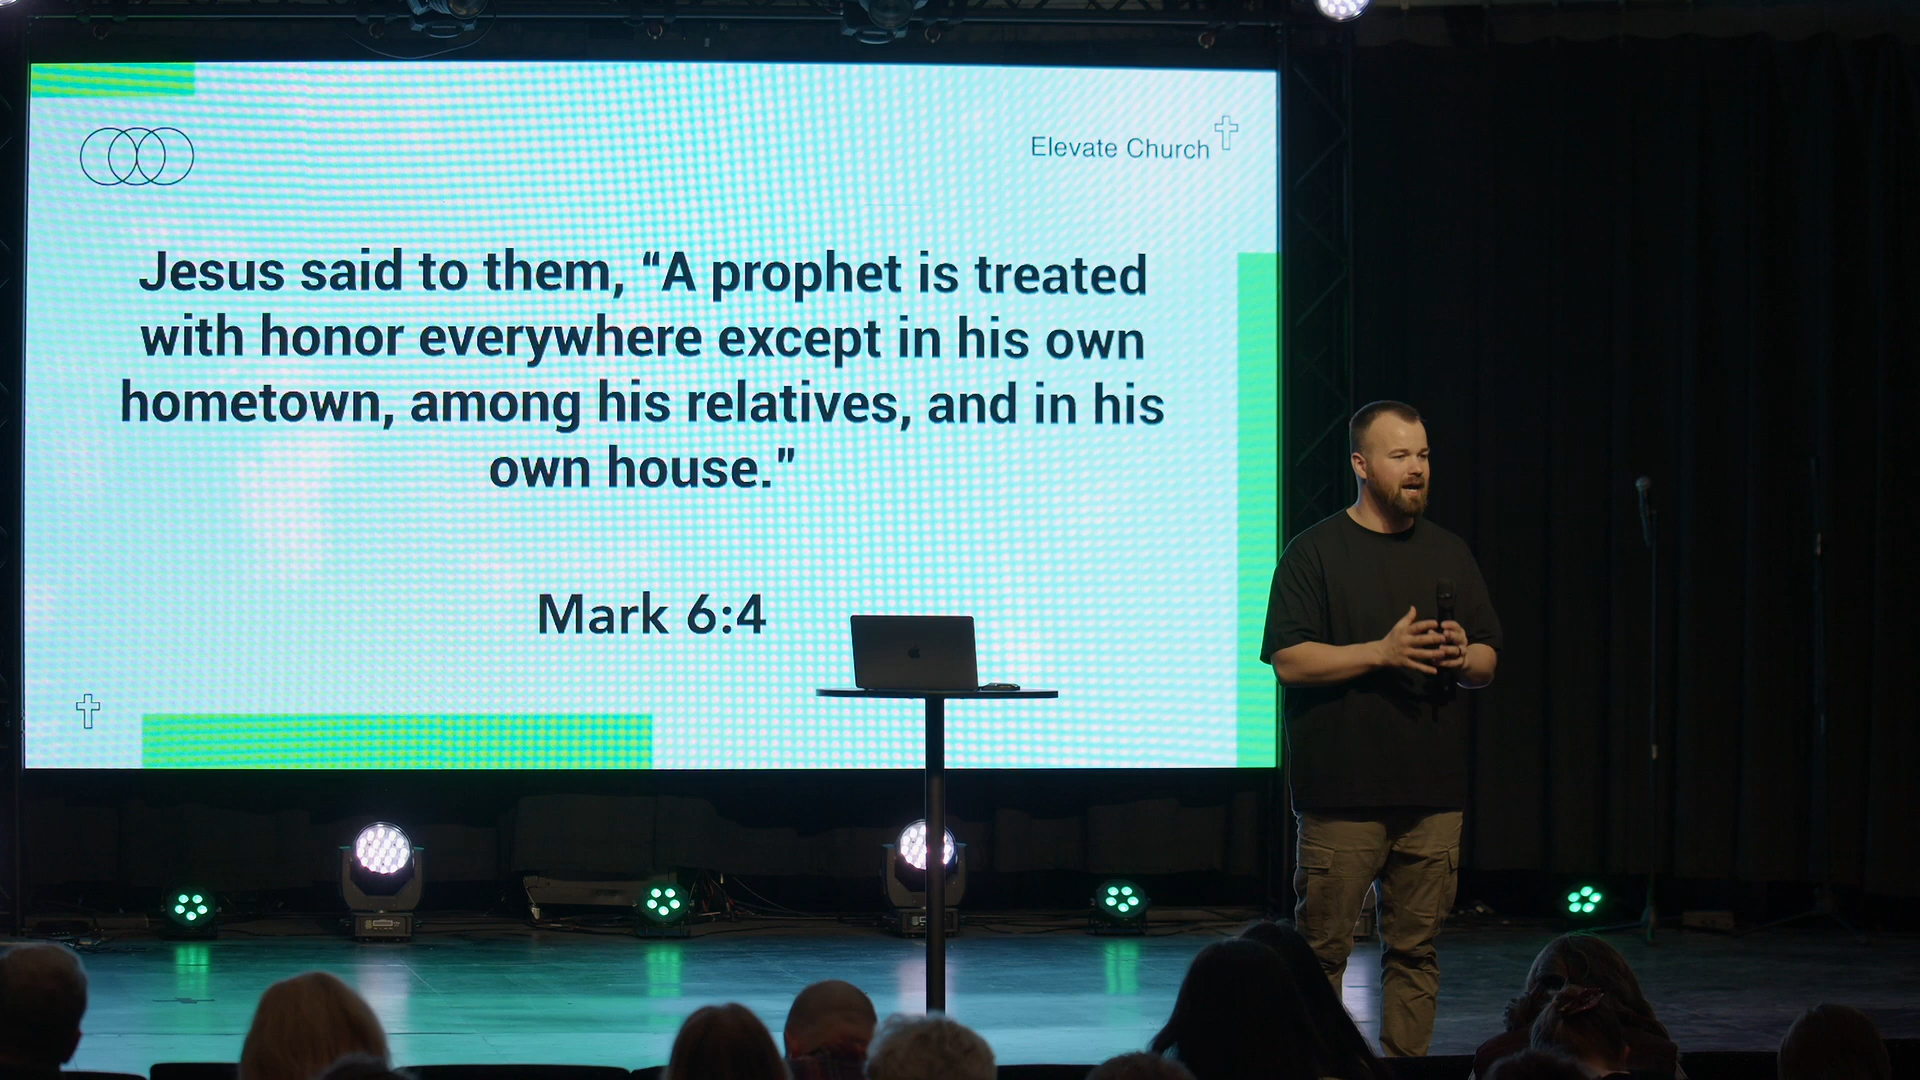 Elevate Church
Jesus said to them, “A prophet is treated
with honor everywhere except in his own
hometown, among his relatives, and in his
own house."
Mark 6:4